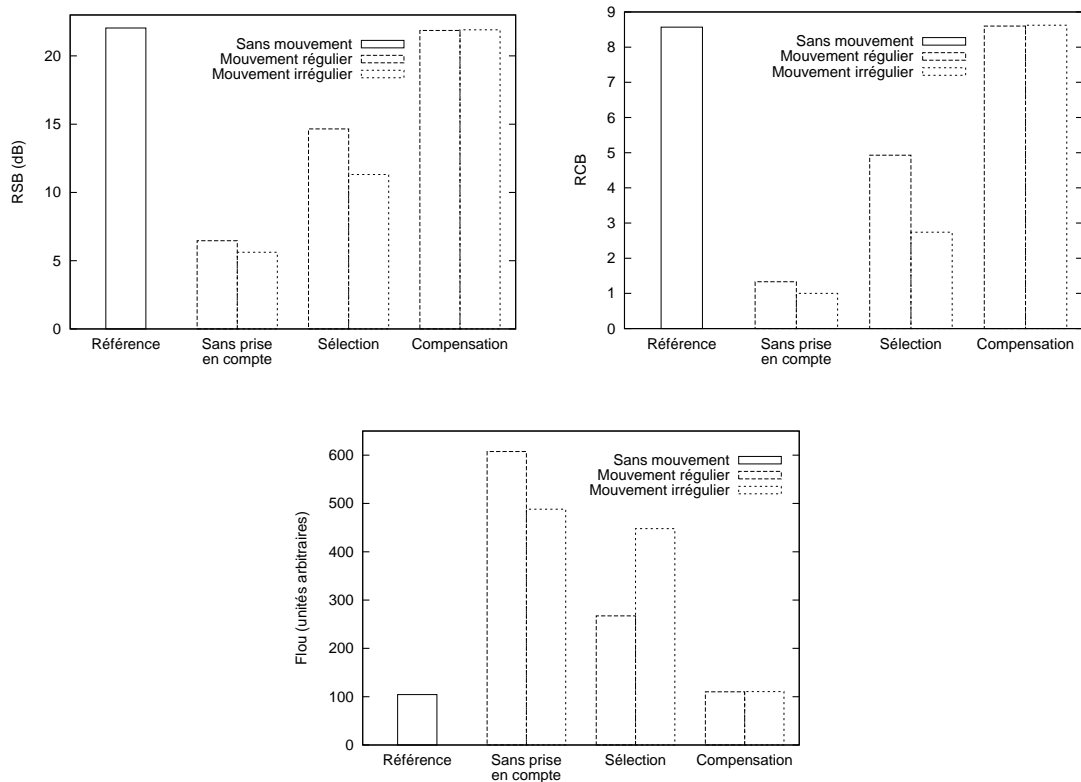 RSB (dB)
20
15
10
5
0
Sans mouvement
Mouvement régulier
Mouvement irrégulier
Référence
Sans prise
en compte
Sélection
Compensation
RCB
9
8
7
6
5
4
3
2
1
0
Sans mouvement
Mouvement régulier
Mouvement irrégulier
Référence
Sans prise
en compte
Sélection
Compensation
Flou (unités arbitraires)
600
500
400
300
200
100
0
Sans mouvement
Mouvement régulier
Mouvement irrégulier
Référence
Sans prise
en compte
Sélection
Compensation